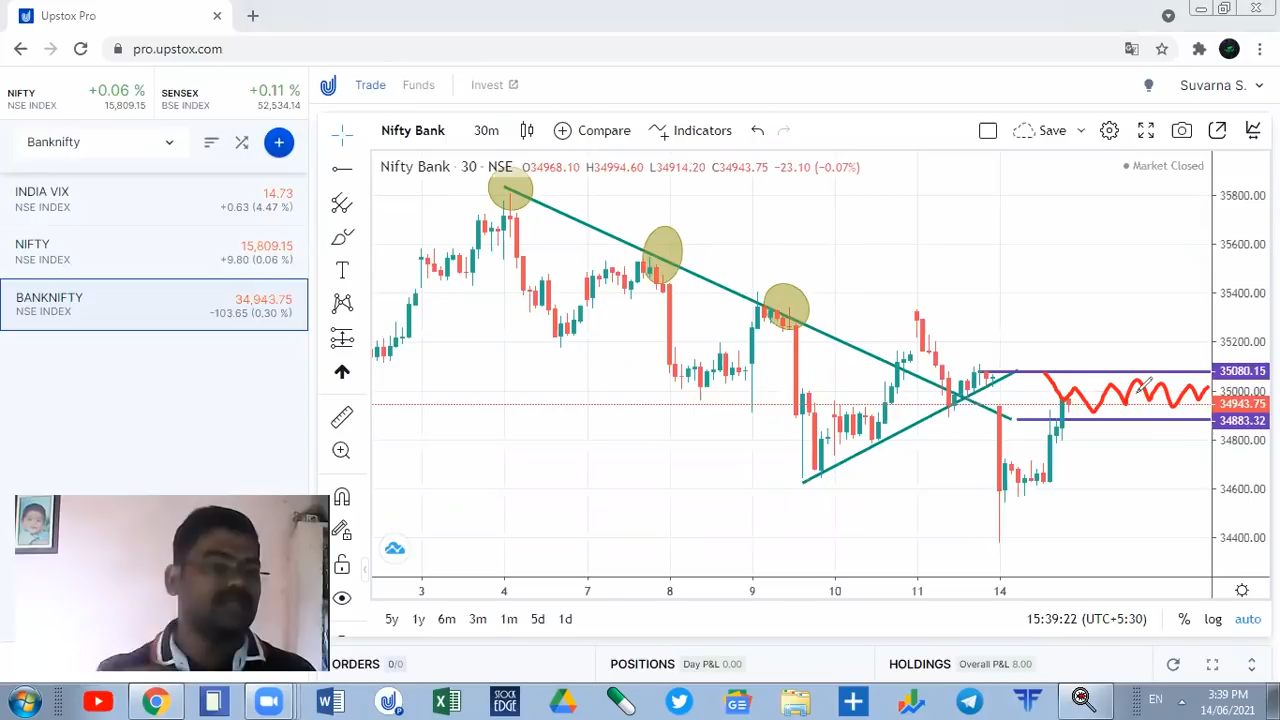 Upstox Pro
pro.upstox.com
NIFTY +0.06 % SENSEX +0.11 %
NSE INDEX 15,809.15 BSE INDEX 52,534.14
Trade Funds Invest
Suvarna S.
Banknifty
INDIA VIX 14.73
NSE INDEX +0.63 (4.47 %)
NIFTY 15,809.15
NSE INDEX +9.80 (0.06 %)
BANKNIFTY 34,943.75
NSE INDEX -103.65 (0.30 %)
Nifty Bank 30m Compare Indicators Save
Nifty Bank · 30 · NSE O34968.10 H34994.60 L34914.20 C34943.75 -23.10 (-0.07%)
Market Closed
35800.00
35600.00
35400.00
35200.00
35080.15
35000.00
34943.75
34883.32
34800.00
34600.00
34400.00
3 4 7 8 9 10 11 14
5y 1y 6m 3m 1m 5d 1d
15:39:22 (UTC+5:30) % log auto
ORDERS 0/0 POSITIONS Day P&L 0.00 HOLDINGS Overall P&L 8.00
STOCK
EDGE
EN
3:39 PM
14/06/2021